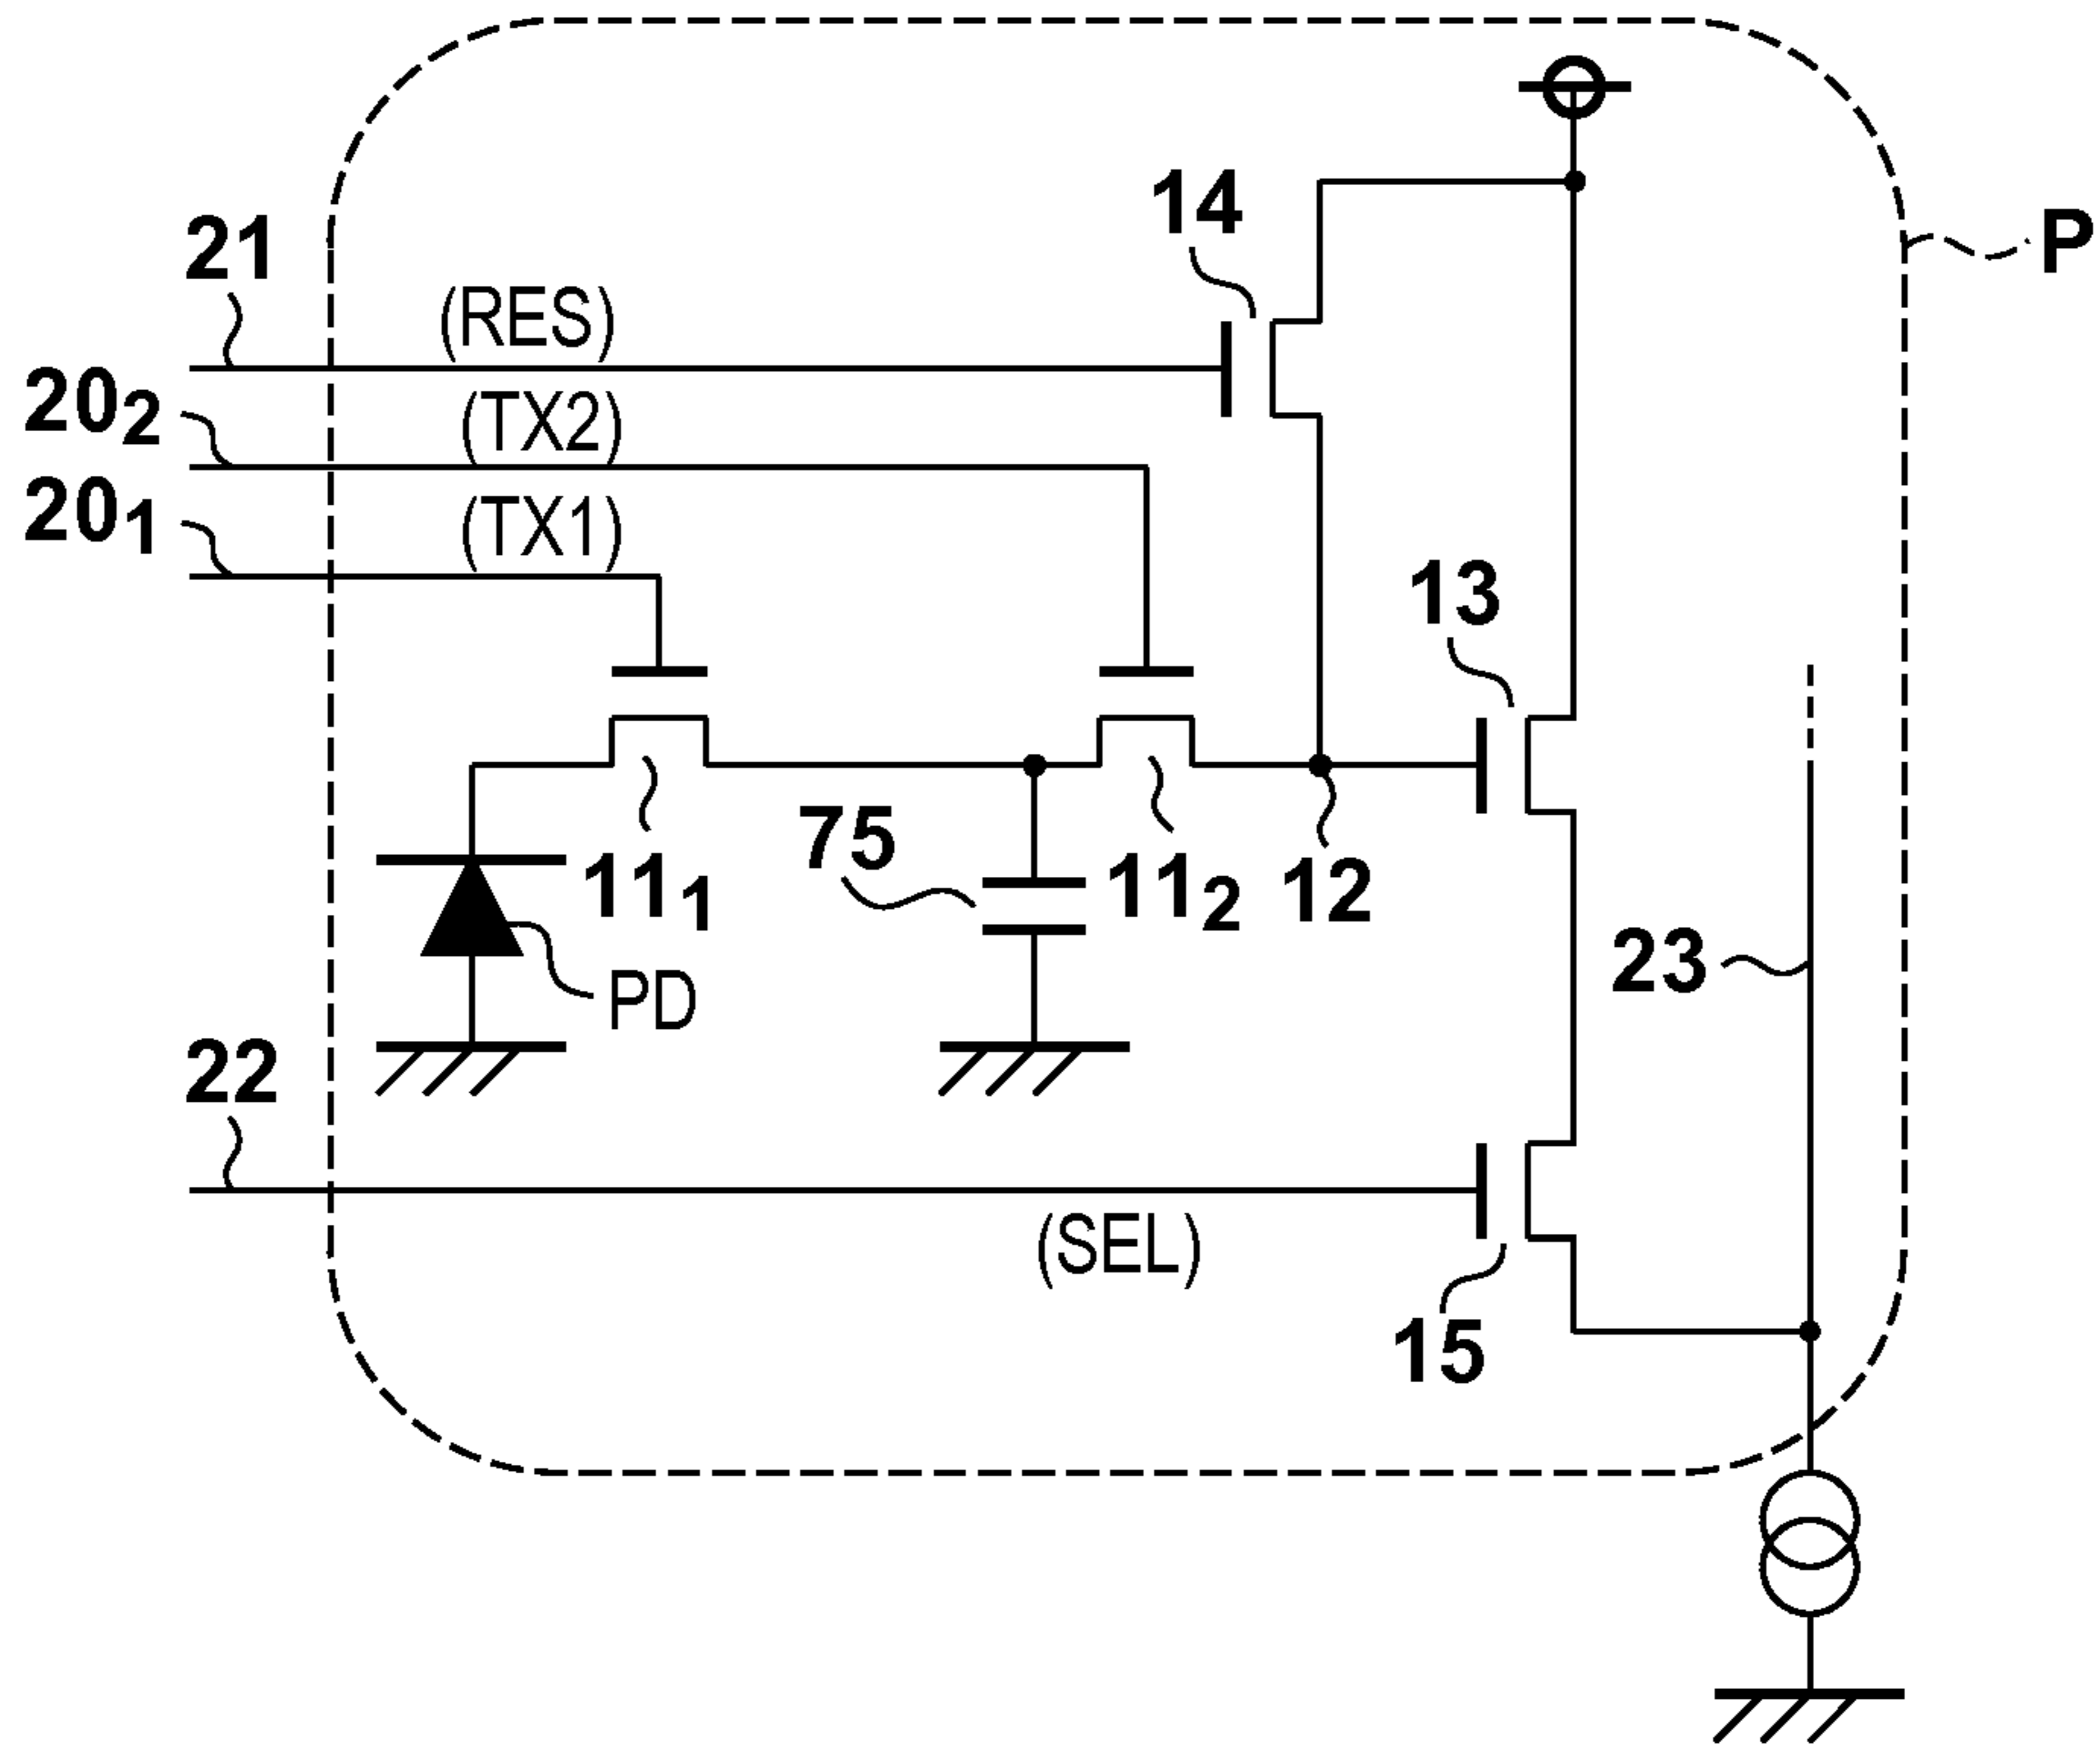 14
21
P
(RES)
20₂
(TX2)
20₁
(TX1)
13
75
11₁
11₂
12
23
PD
22
(SEL)
15